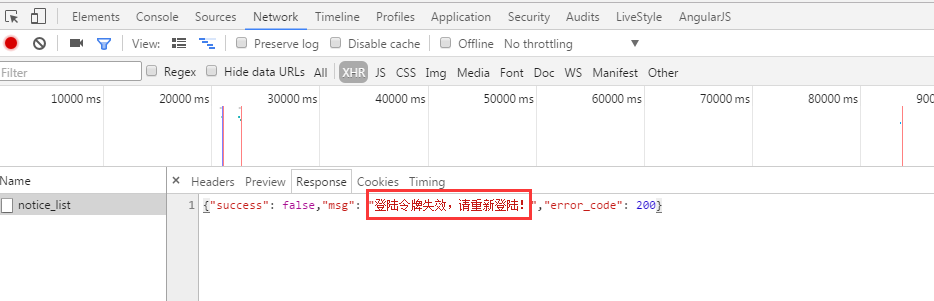 Elements Console Sources Network Timeline Profiles Application Security Audits LiveStyle AngularJS
View: Preserve log Disable cache Offline No throttling
Filter Regex Hide data URLs All XHR JS CSS Img Media Font Doc WS Manifest Other
10000 ms 20000 ms 30000 ms 40000 ms 50000 ms 60000 ms 70000 ms 80000 ms 900
Name × Headers Preview Response Cookies Timing
notice_list 1 {"success": false,"msg": "登陆令牌失效，请重新登陆！","error_code": 200}